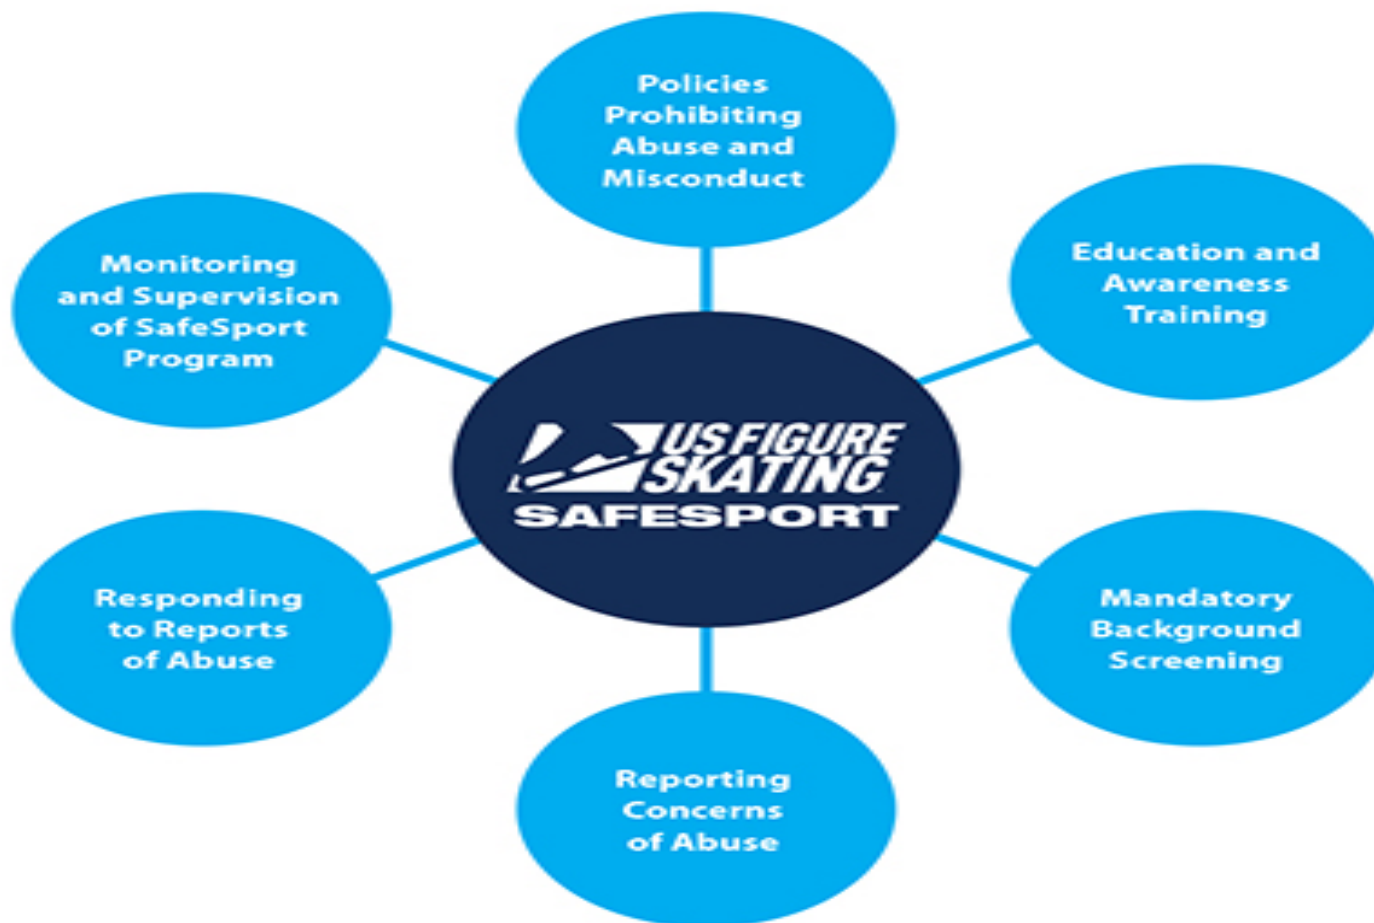 Policies
Prohibiting
Abuse and
Misconduct
Education and
Awareness
Training
Mandatory
Background
Screening
Reporting
Concerns
of Abuse
Responding
to Reports
of Abuse
Monitoring
and Supervision
of SafeSport
Program
US FIGURE
SKATING
SAFESPORT